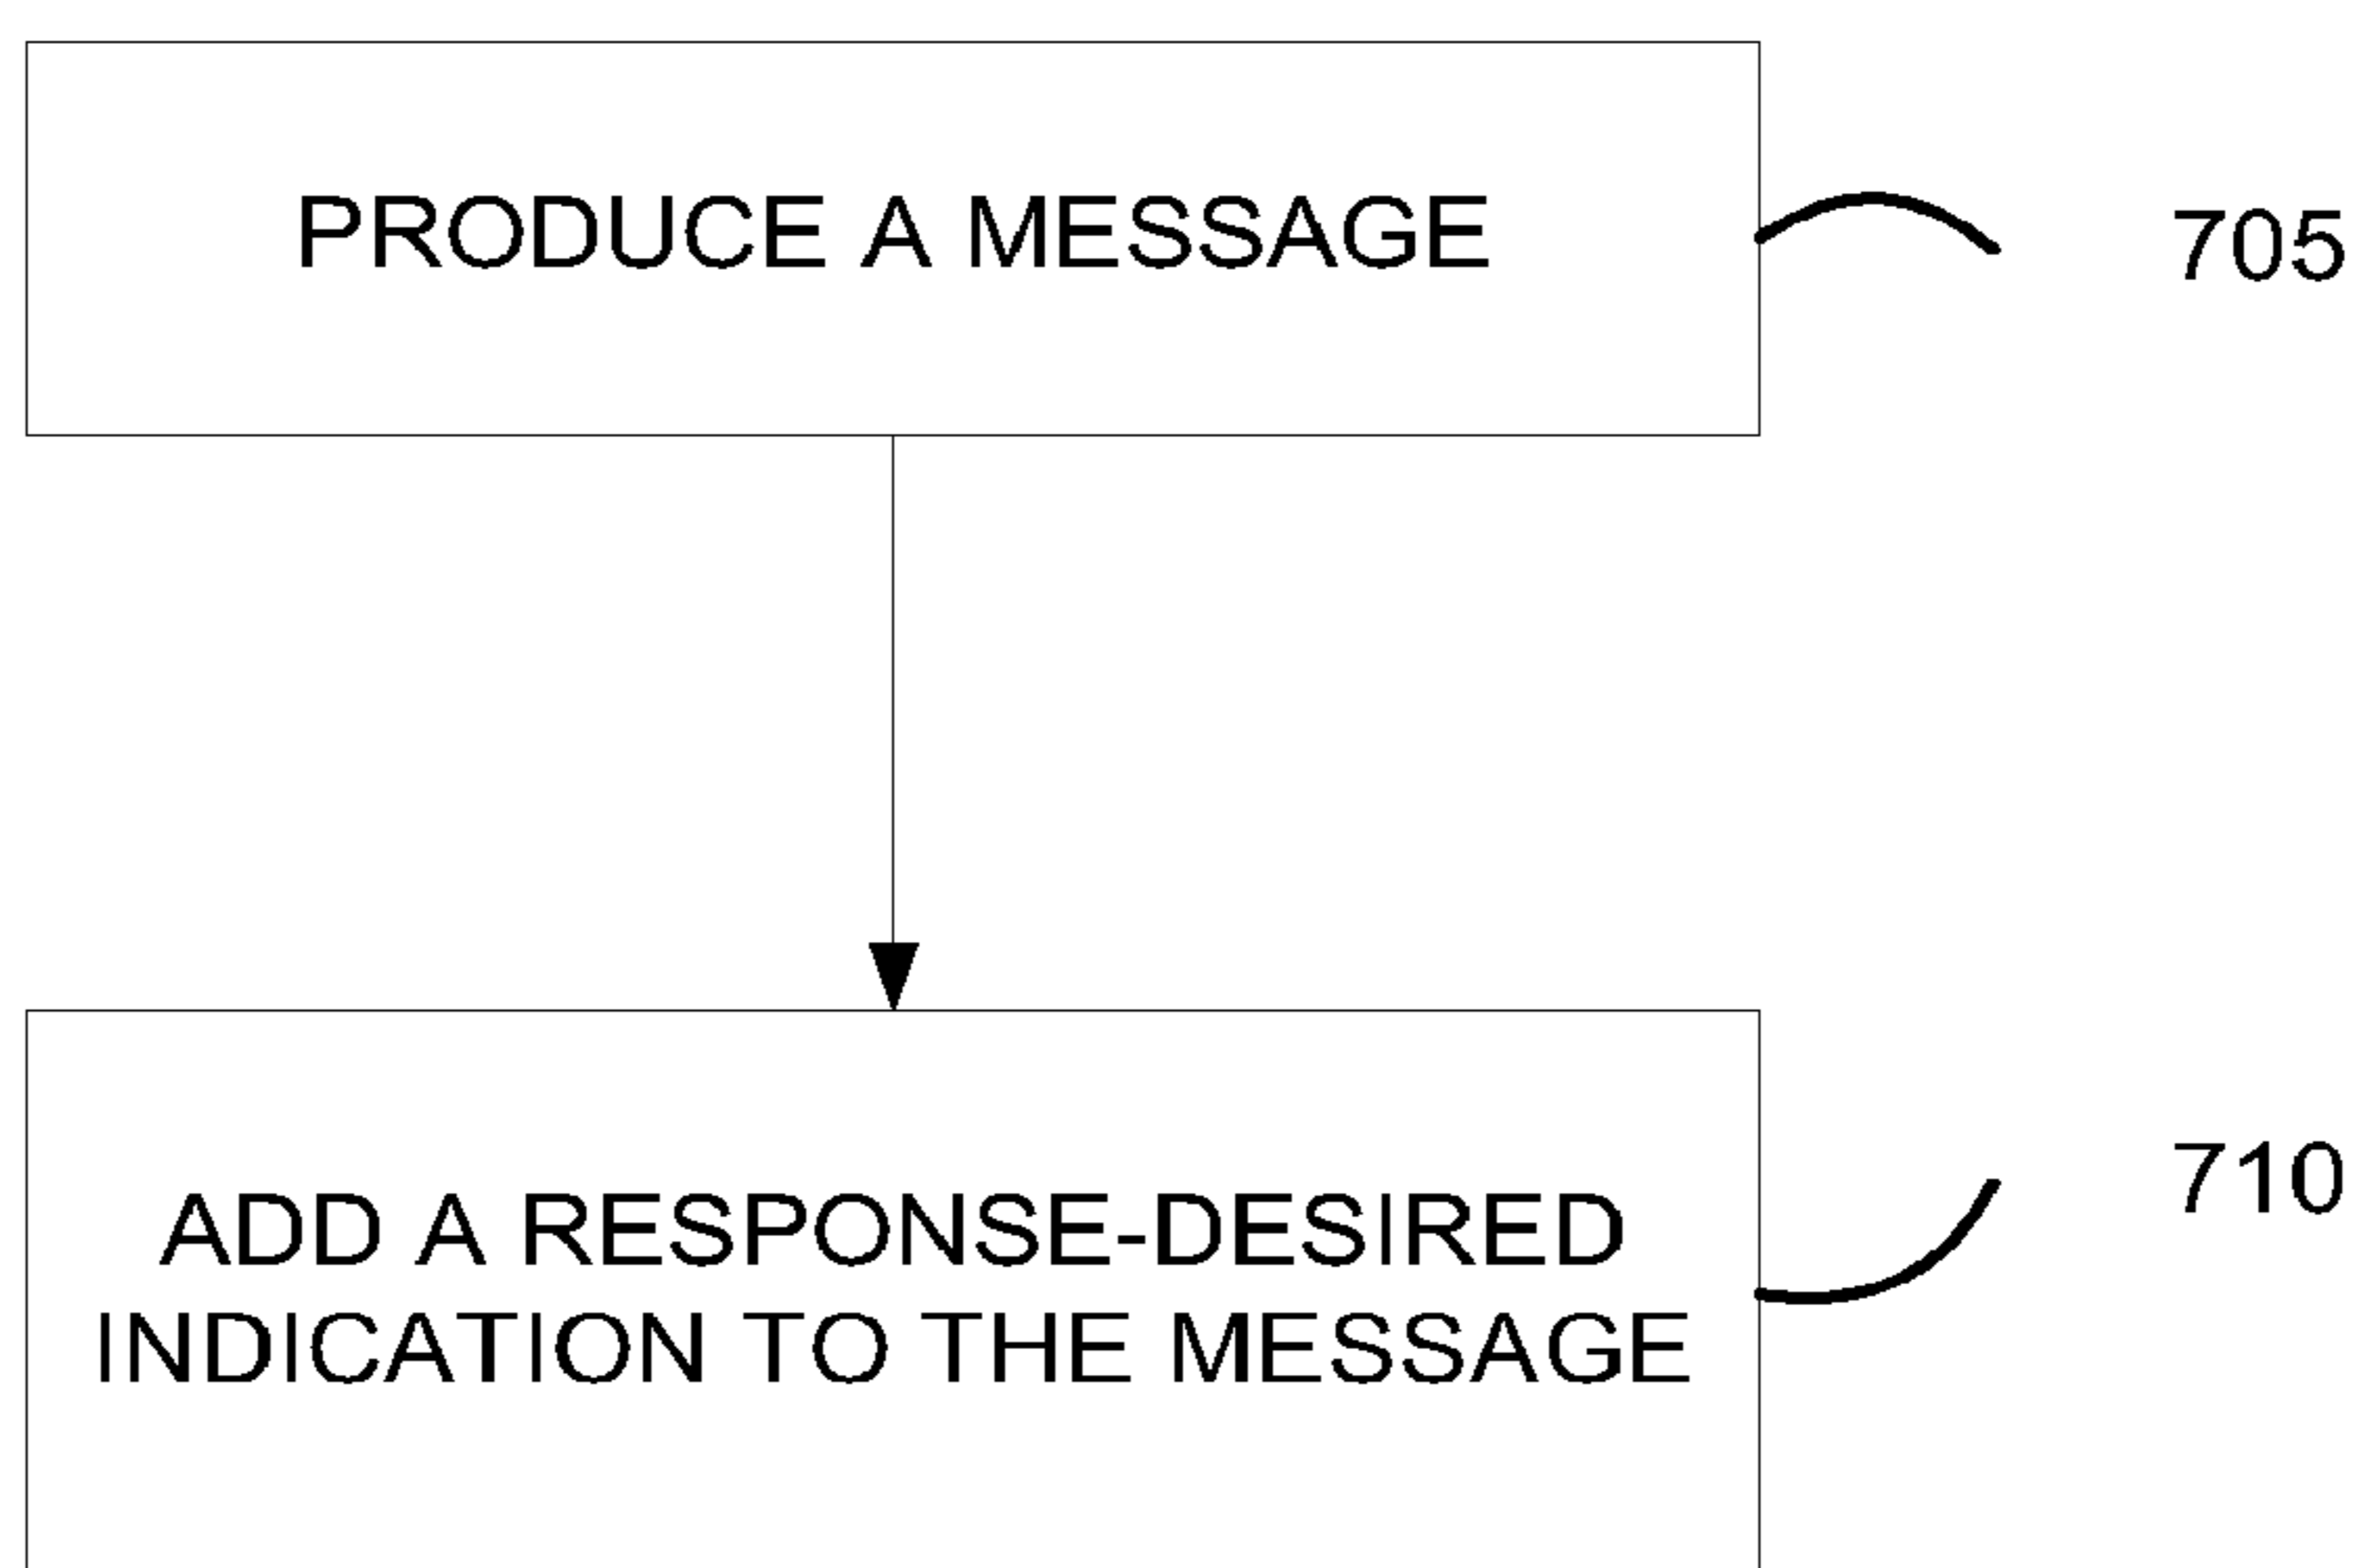 PRODUCE A MESSAGE
705
710
ADD A RESPONSE-DESIRED
INDICATION TO THE MESSAGE